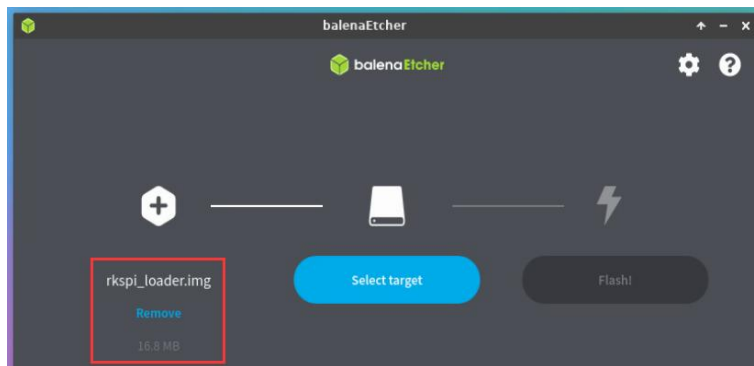 balenaEtcher
balenaEtcher
rkspi_loader.img
Select target
Flash!
Remove
16.8 MB